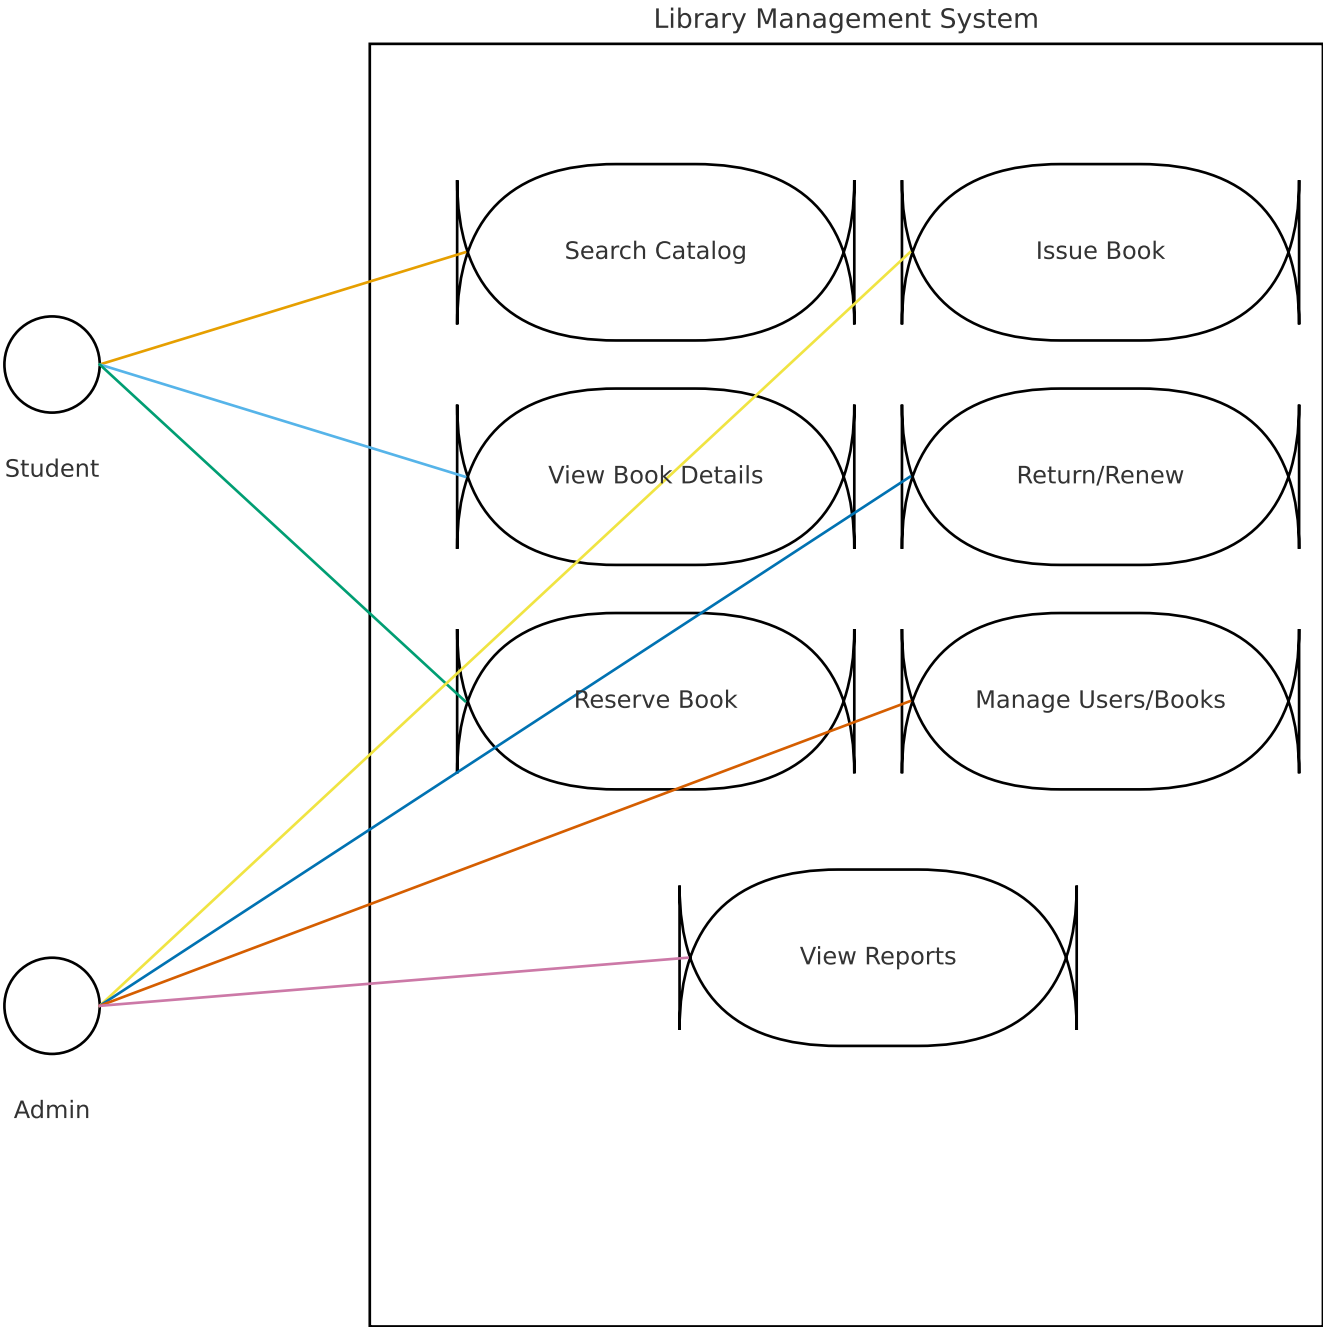 Library Management System
Search Catalog
Issue Book
Student
View Book Details
Return/Renew
Reserve Book
Manage Users/Books
View Reports
Admin